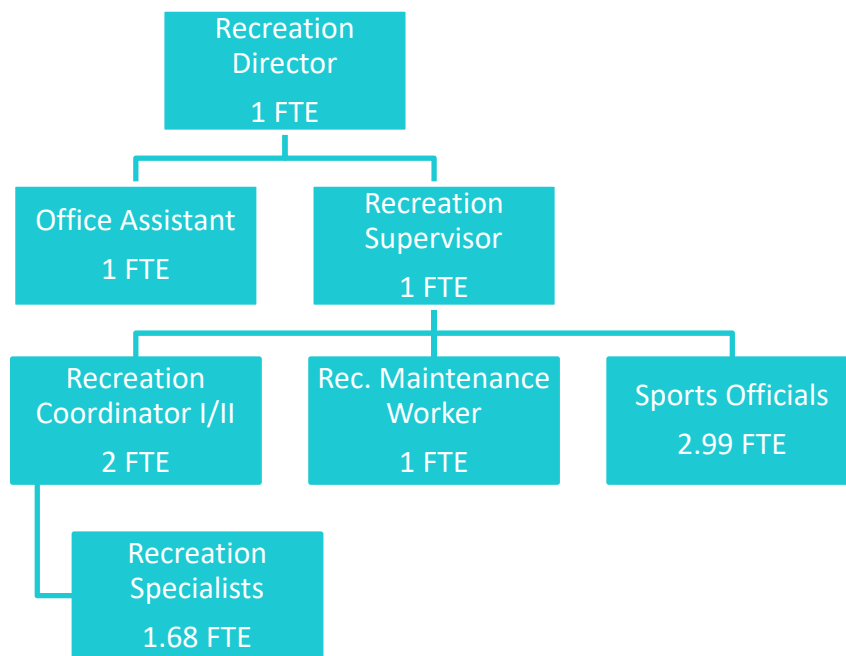 Recreation
Director
1 FTE
Office Assistant
1 FTE
Recreation
Supervisor
1 FTE
Recreation
Coordinator I/II
2 FTE
Rec. Maintenance
Worker
1 FTE
Sports Officials
2.99 FTE
Recreation
Specialists
1.68 FTE